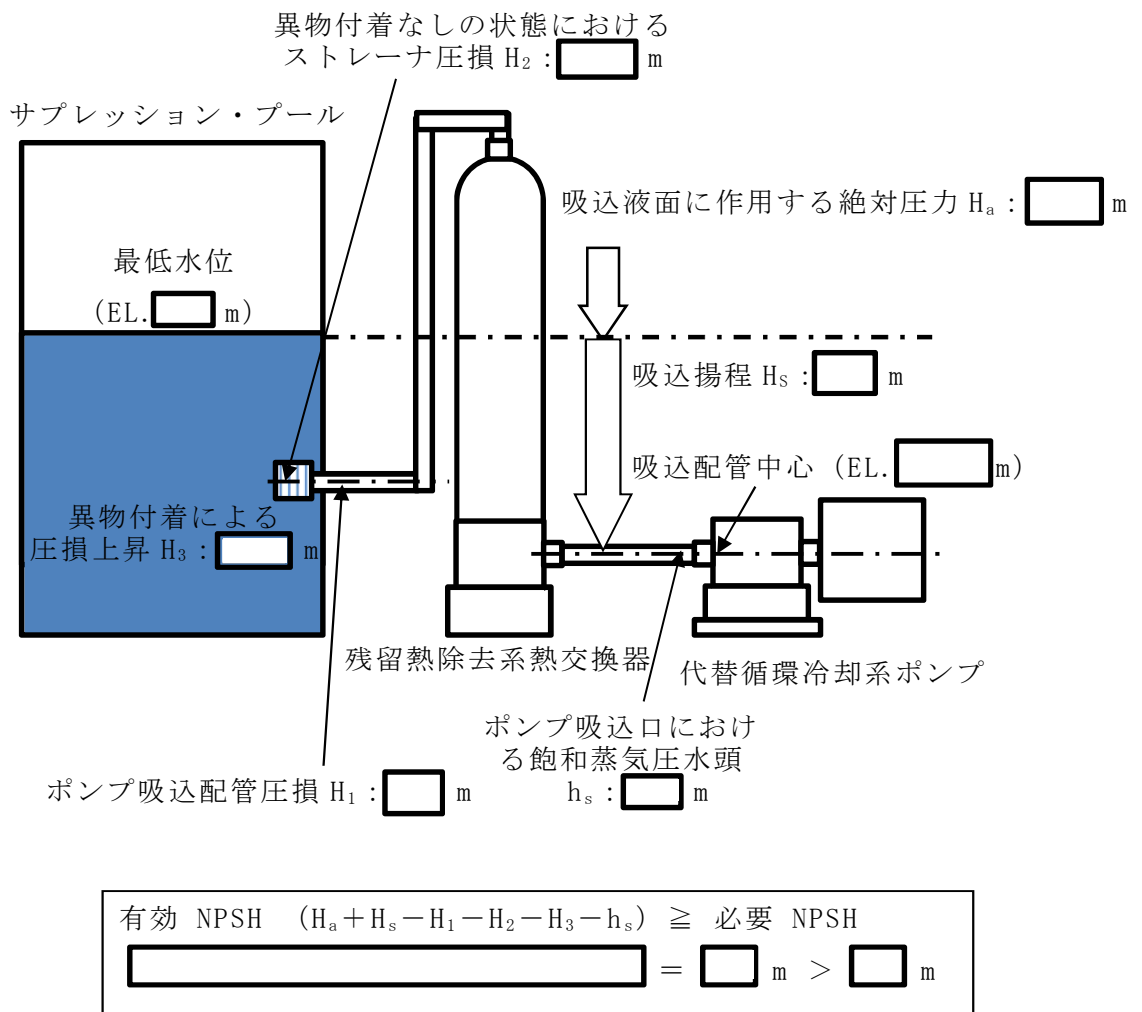 異物付着なしの状態における
ストレーナ圧損 H₂: m
サプレッション・プール
吸込液面に作用する絶対圧力 Hₐ: m
最低水位
(EL. m)
吸込揚程 Hₛ: m
吸込配管中心 (EL. m)
異物付着による
圧損上昇 H₃: m
残留熱除去系熱交換器
代替循環冷却系ポンプ
ポンプ吸込口におけ
る飽和蒸気圧水頭
hₛ: m
ポンプ吸込配管圧損 H₁: m
有効 NPSH (Hₐ+Hₛ-H₁-H₂-H₃-hₛ) ≧ 必要 NPSH
= m > m